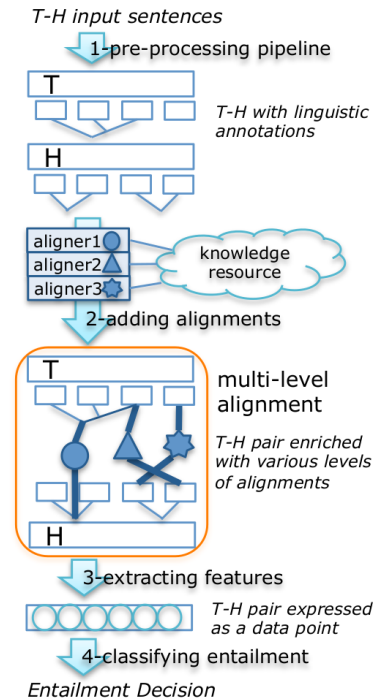 T-H input sentences
1-pre-processing pipeline
T
T-H with linguistic
annotations
H
aligner1
aligner2
aligner3
knowledge
resource
2-adding alignments
T
multi-level
alignment
T-H pair enriched
with various levels
of alignments
H
3-extracting features
T-H pair expressed
as a data point
4-classifying entailment
Entailment Decision